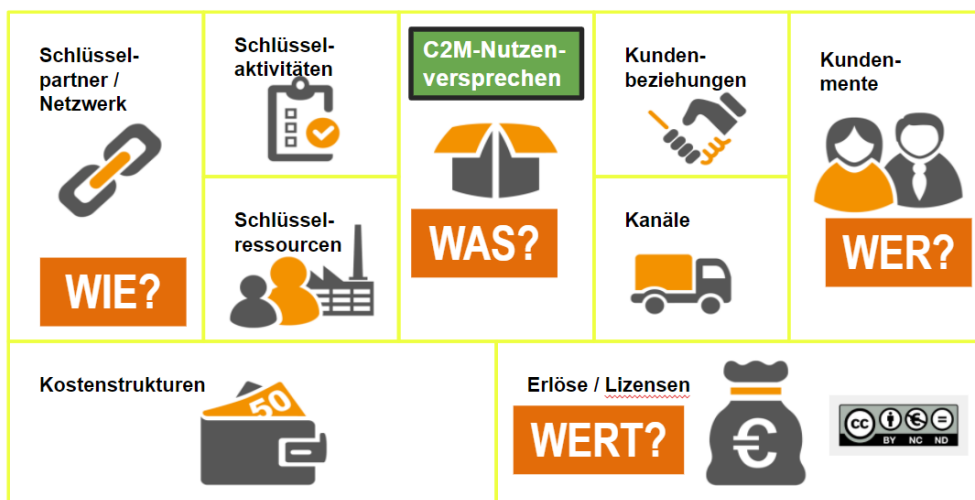 Schlüssel-
partner /
Netzwerk
WIE?
Schlüssel-
aktivitäten
Schlüssel-
ressourcen
C2M-Nutzen-
versprechen
WAS?
Kunden-
beziehungen
Kanäle
Kunden-
mente
WER?
Kostenstrukturen
50
Erlöse / Lizensen
WERT?
€
cc
BY NC ND